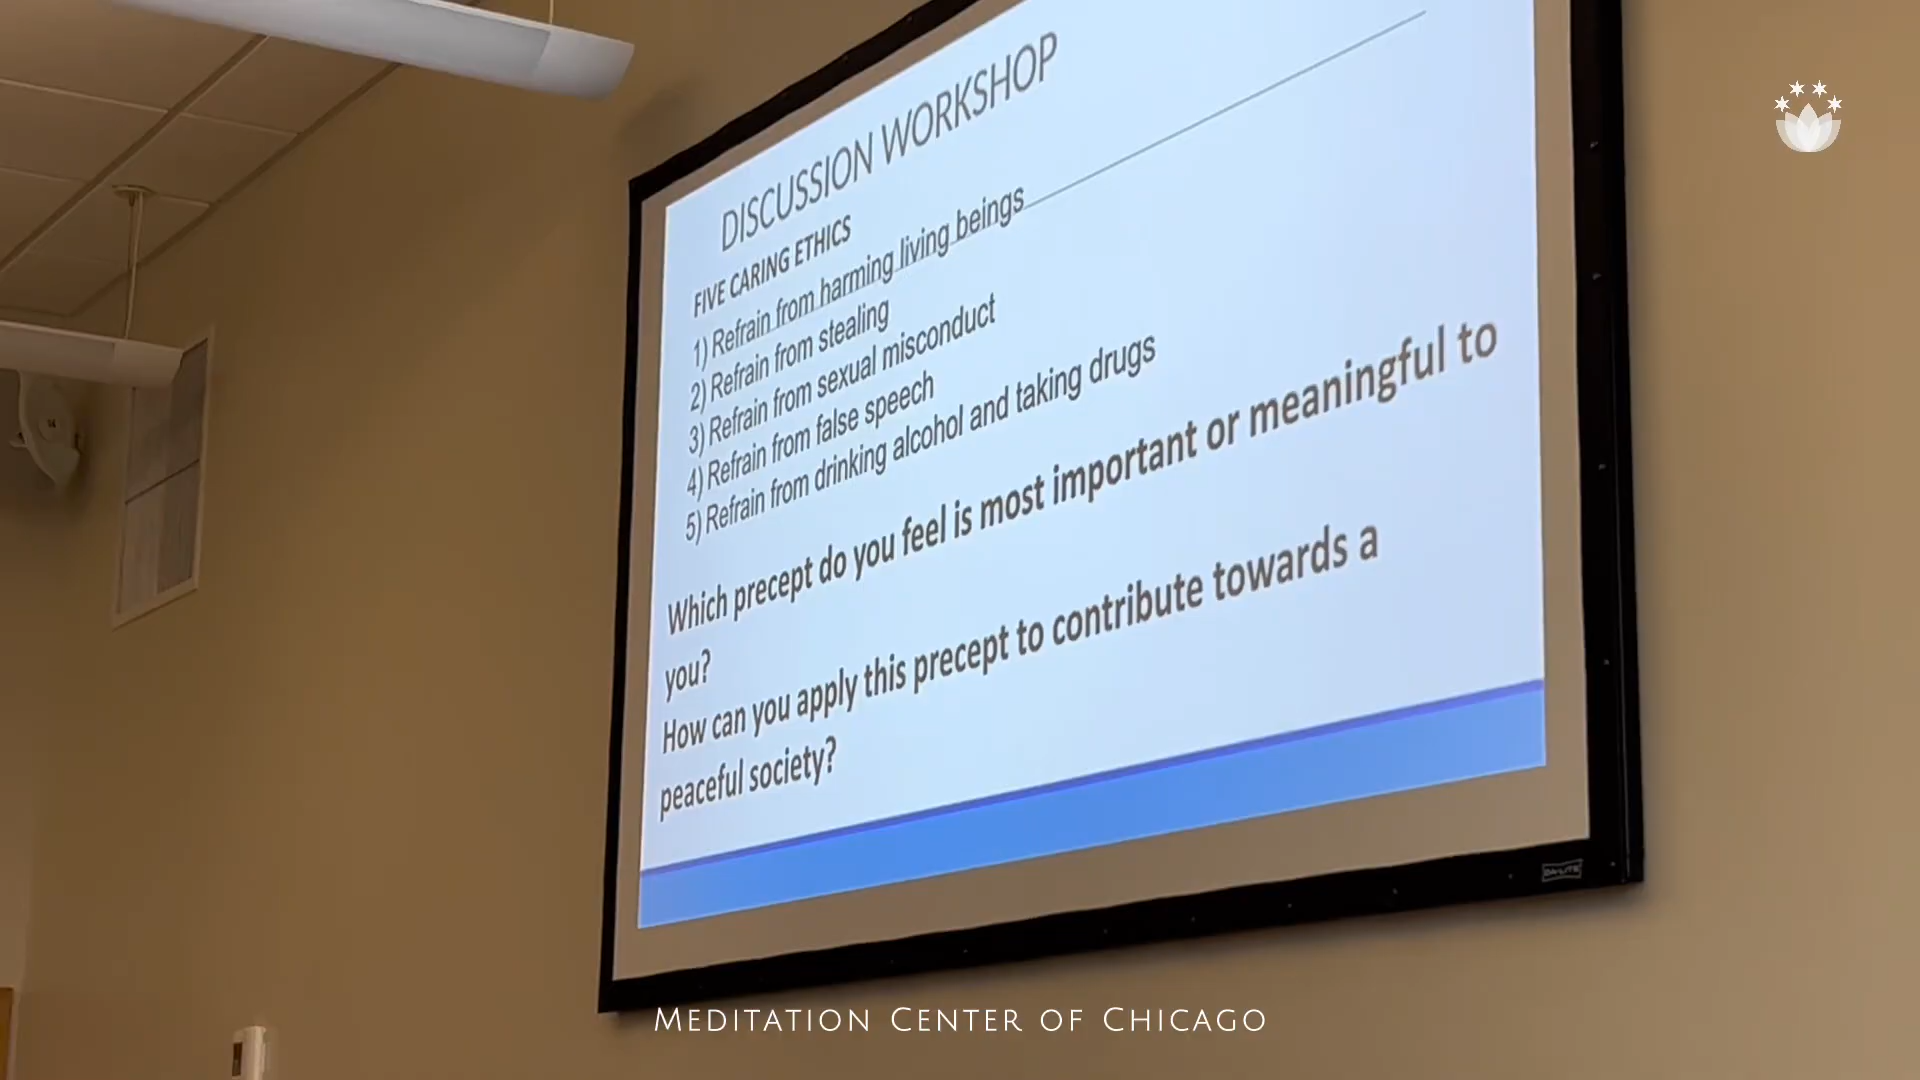 DISCUSSION WORKSHOP
FIVE CARING ETHICS
1) Refrain from harming living beings
2) Refrain from stealing
3) Refrain from sexual misconduct
4) Refrain from false speech
5) Refrain from drinking alcohol and taking drugs
Which precept do you feel is most important or meaningful to
you?
How can you apply this precept to contribute towards a
peaceful society?
DA-LITE
MEDITATION CENTER OF CHICAGO